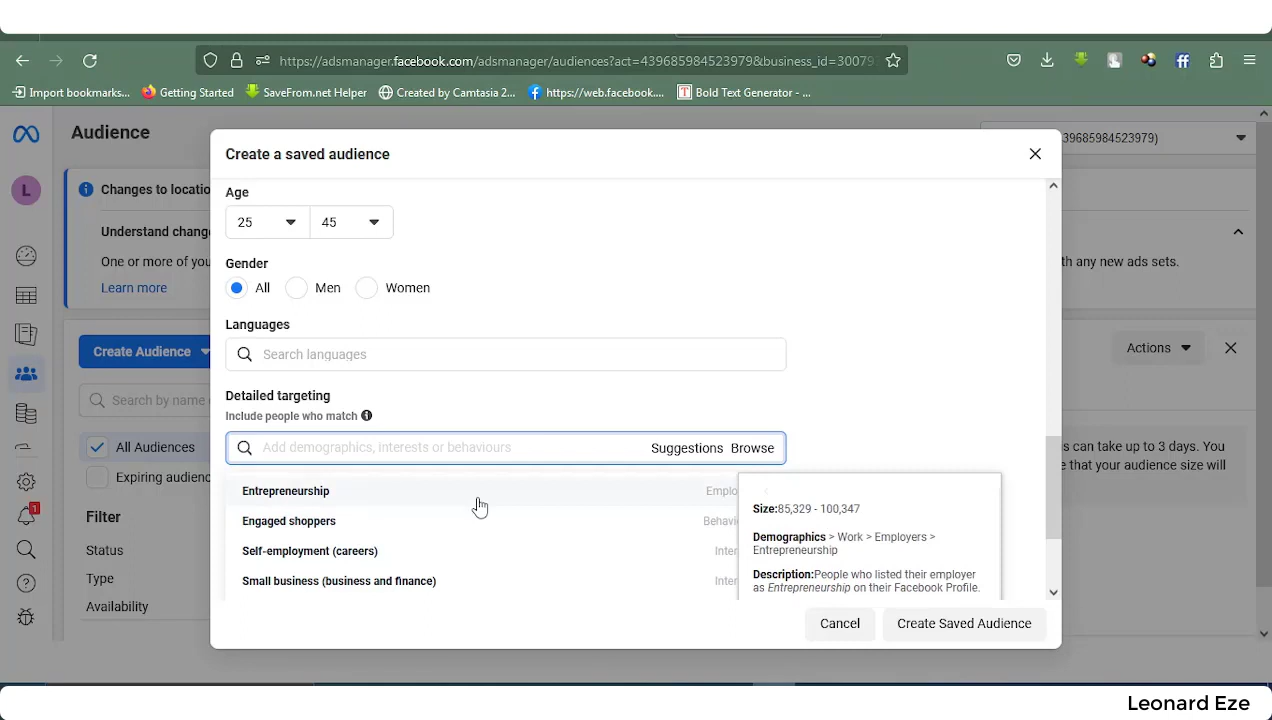 https://adsmanager.facebook.com/adsmanager/audiences?act=439685984523979&business_id=30079
Import bookmarks...
Getting Started
SaveFrom.net Helper
Created by Camtasia 2...
https://web.facebook....
Bold Text Generator - ...
Audience
39685984523979)
L
Changes to locatio
Understand chang
One or more of you
th any new ads sets.
Learn more
Create Audience
Actions
Search by name
All Audiences
s can take up to 3 days. You
e that your audience size will
Expiring audienc
Filter
Status
Type
Availability
1
Create a saved audience
Age
25
45
Gender
All
Men
Women
Languages
Search languages
Detailed targeting
Include people who match
Add demographics, interests or behaviours
Suggestions
Browse
Entrepreneurship
Emplo
Engaged shoppers
Behavi
Self-employment (careers)
Inter
Small business (business and finance)
Inter
Size:85,329 - 100,347
Demographics > Work > Employers >
Entrepreneurship
Description:People who listed their employer
as Entrepreneurship on their Facebook Profile.
Cancel
Create Saved Audience
Leonard Eze